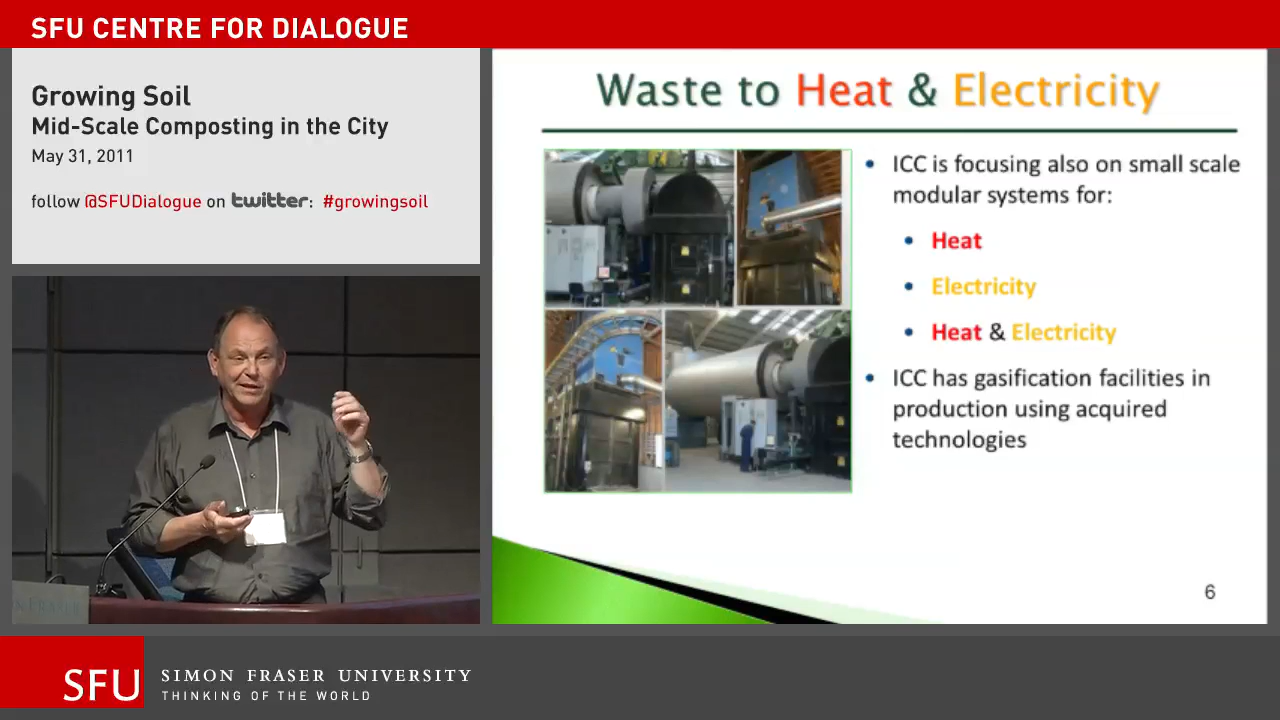 SFU CENTRE FOR DIALOGUE
Growing Soil
Mid-Scale Composting in the City
May 31, 2011
follow @SFUDialogue on twitter: #growingsoil
Waste to Heat & Electricity
• ICC is focusing also on small scale
modular systems for:
• Heat
• Electricity
• Heat & Electricity
• ICC has gasification facilities in
production using acquired
technologies
6
SFU
SIMON FRASER UNIVERSITY
THINKING OF THE WORLD